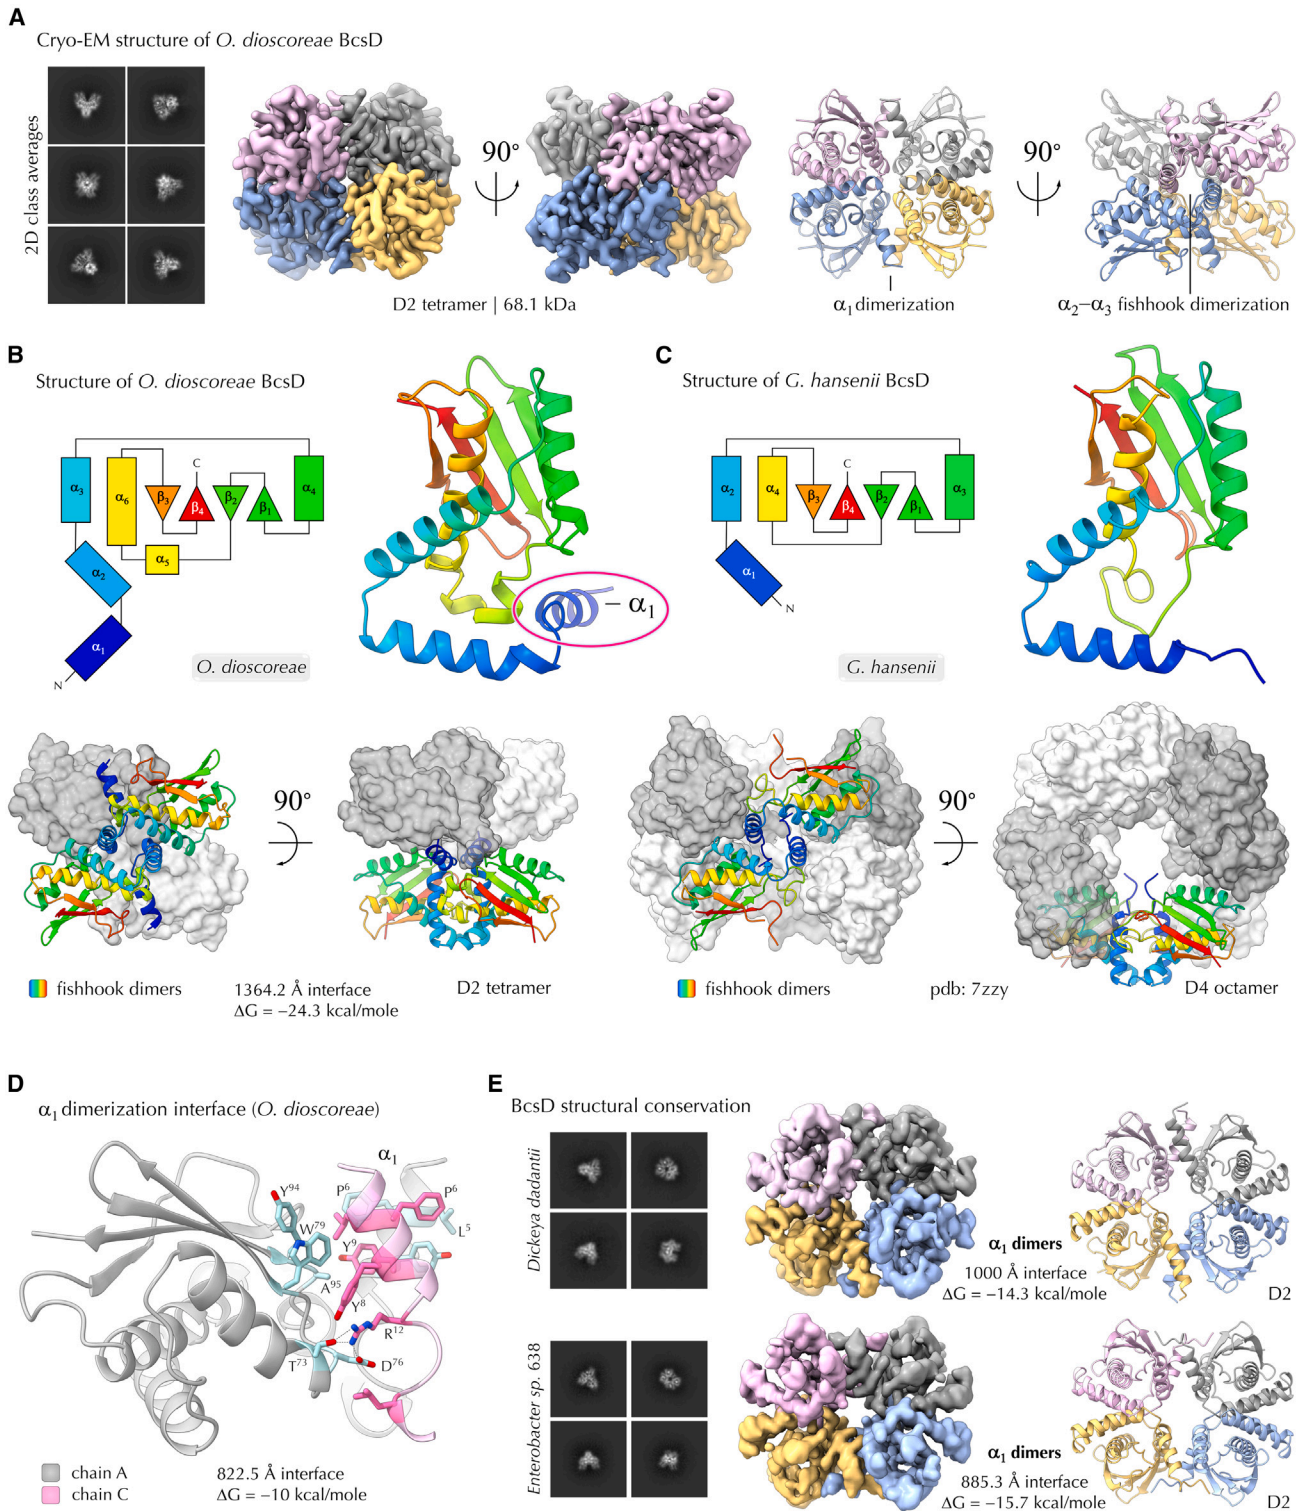 A
Cryo-EM structure of O. dioscoreae BcsD
2D class averages
90°
90°
D2 tetramer | 68.1 kDa
α1 dimerization
α2–α3 fishhook dimerization
B
Structure of O. dioscoreae BcsD
α3
α6
β3
C
β4
β2
β1
α4
α5
α2
α1
N
O. dioscoreae
– α1
C
Structure of G. hansenii BcsD
α2
α4
β3
C
β4
β2
β1
α3
α1
N
G. hansenii
90°
90°
fishhook dimers
1364.2 Å interface
ΔG = −24.3 kcal/mole
D2 tetramer
fishhook dimers
pdb: 7zzy
D4 octamer
D
α1 dimerization interface (O. dioscoreae)
α1
Y94
P6
P6
W79
L5
Y9
A95
Y8
R12
T73
D76
chain A
chain C
822.5 Å interface
ΔG = −10 kcal/mole
E
BcsD structural conservation
Dickeya dadantii
α1 dimers
1000 Å interface
ΔG = −14.3 kcal/mole
D2
Enterobacter sp. 638
α1 dimers
885.3 Å interface
ΔG = −15.7 kcal/mole
D2